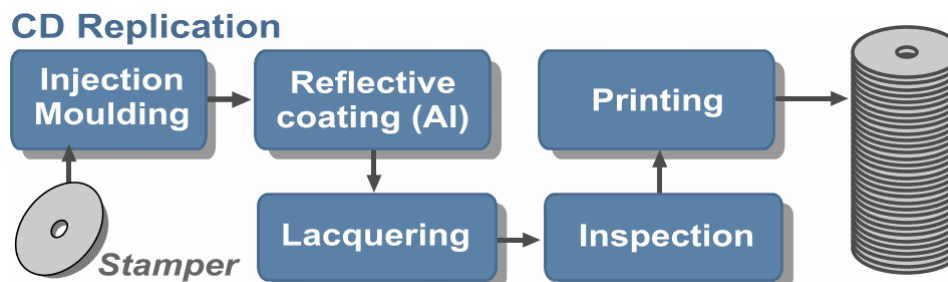 CD Replication
Injection
Moulding
Reflective
coating (Al)
Printing
Lacquering
Inspection
Stamper